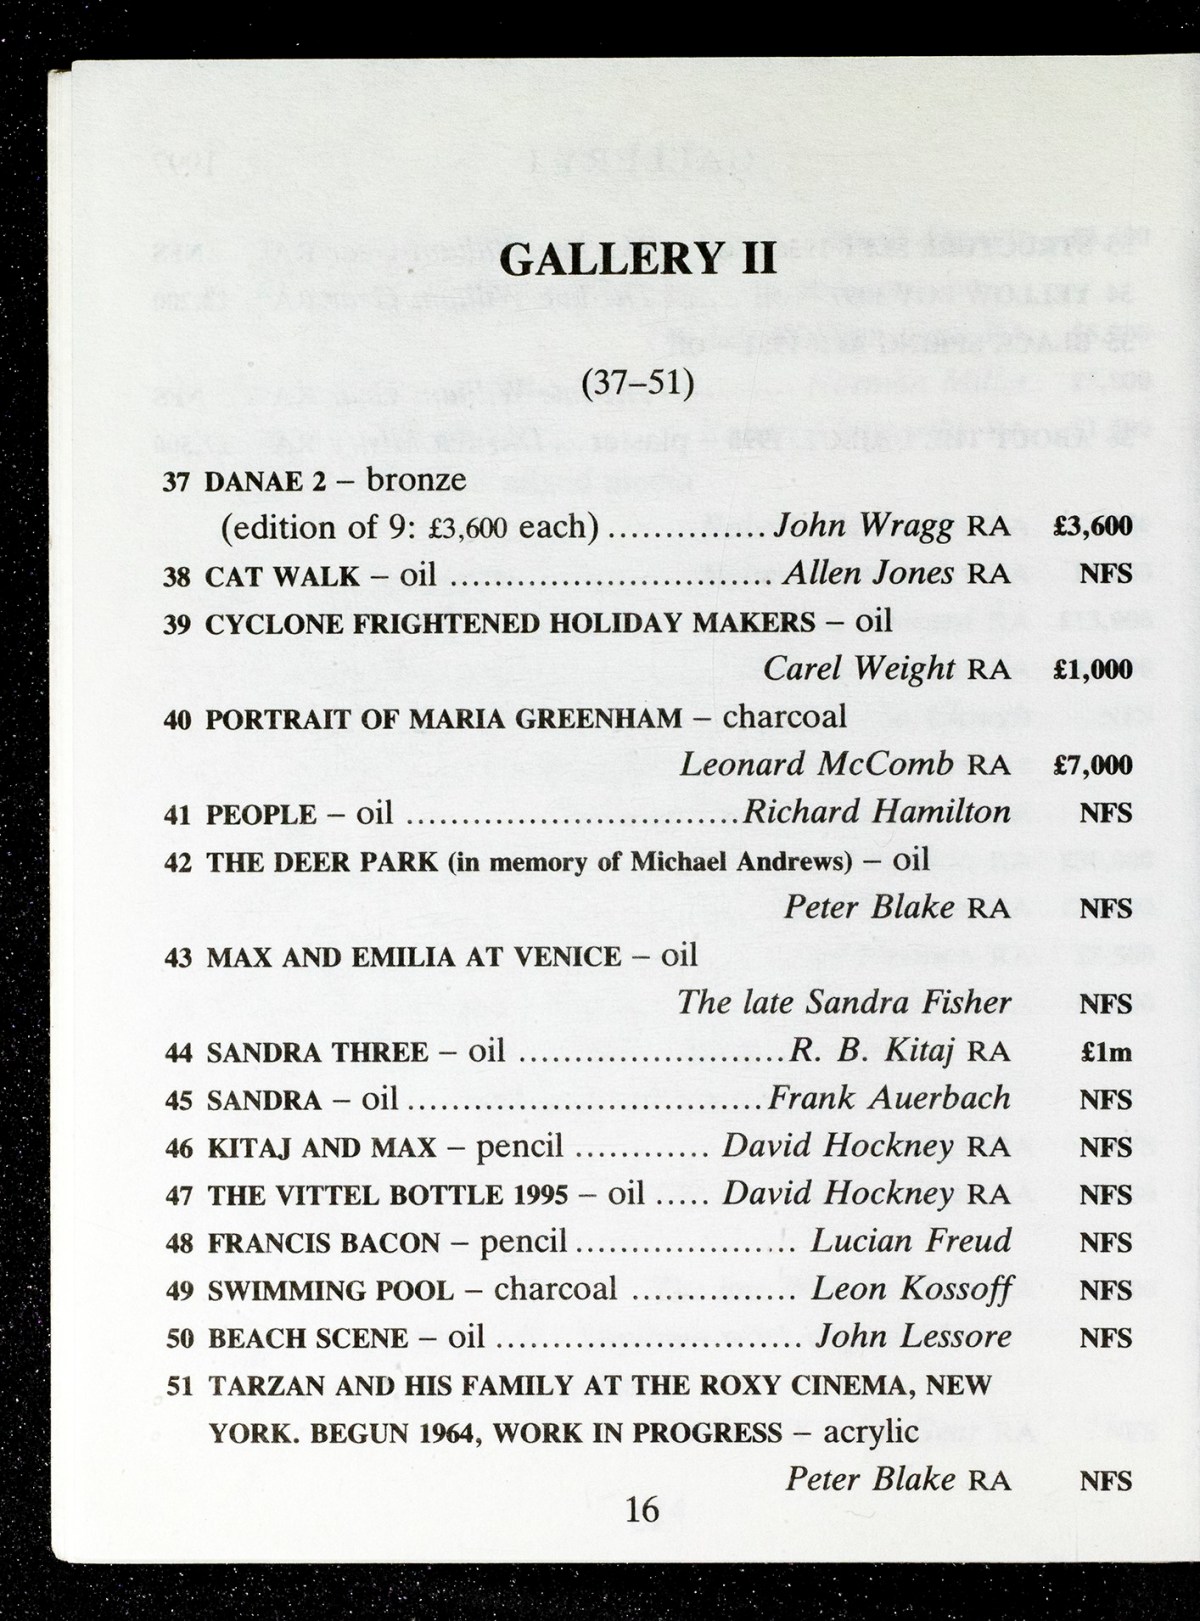 GALLERY II
(37–51)
37 DANAE 2 – bronze
(edition of 9: £3,600 each) .............. John Wragg RA £3,600
38 CAT WALK – oil ............................. Allen Jones RA NFS
39 CYCLONE FRIGHTENED HOLIDAY MAKERS – oil
Carel Weight RA £1,000
40 PORTRAIT OF MARIA GREENHAM – charcoal
Leonard McComb RA £7,000
41 PEOPLE – oil ..............................Richard Hamilton NFS
42 THE DEER PARK (in memory of Michael Andrews) – oil
Peter Blake RA NFS
43 MAX AND EMILIA AT VENICE – oil
The late Sandra Fisher NFS
44 SANDRA THREE – oil ........................R. B. Kitaj RA £1m
45 SANDRA – oil ................................Frank Auerbach NFS
46 KITAJ AND MAX – pencil ............ David Hockney RA NFS
47 THE VITTEL BOTTLE 1995 – oil ..... David Hockney RA NFS
48 FRANCIS BACON – pencil .................... Lucian Freud NFS
49 SWIMMING POOL – charcoal ............... Leon Kossoff NFS
50 BEACH SCENE – oil ............................ John Lessore NFS
51 TARZAN AND HIS FAMILY AT THE ROXY CINEMA, NEW
YORK. BEGUN 1964, WORK IN PROGRESS – acrylic
Peter Blake RA NFS
16